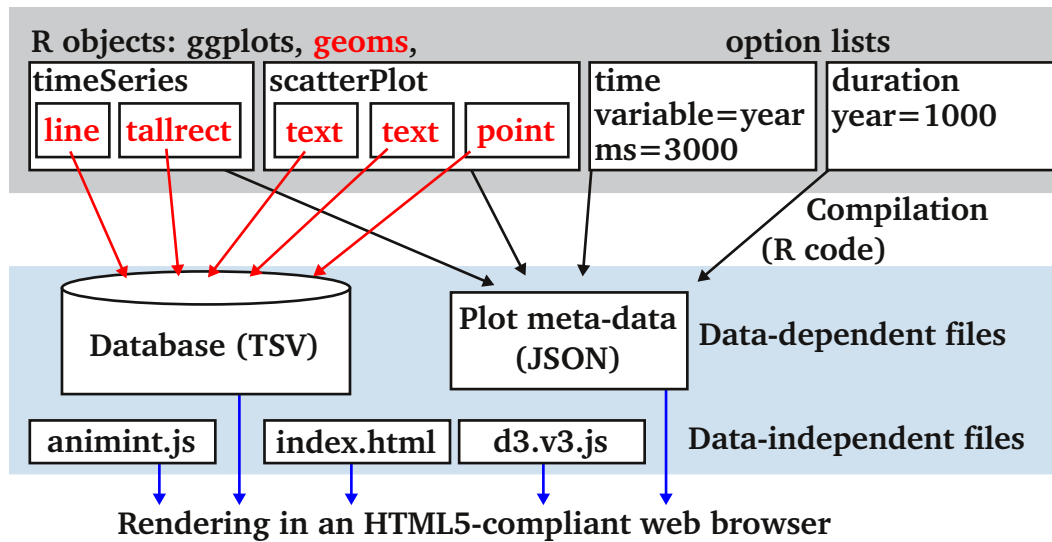 R objects: ggplots, geoms, option lists
timeSeries
line tallrect
scatterPlot
text text point
time
variable=year
ms=3000
duration
year=1000
Compilation
(R code)
Database (TSV)
Plot meta-data
(JSON)
Data-dependent files
animint.js index.html d3.v3.js Data-independent files
Rendering in an HTML5-compliant web browser